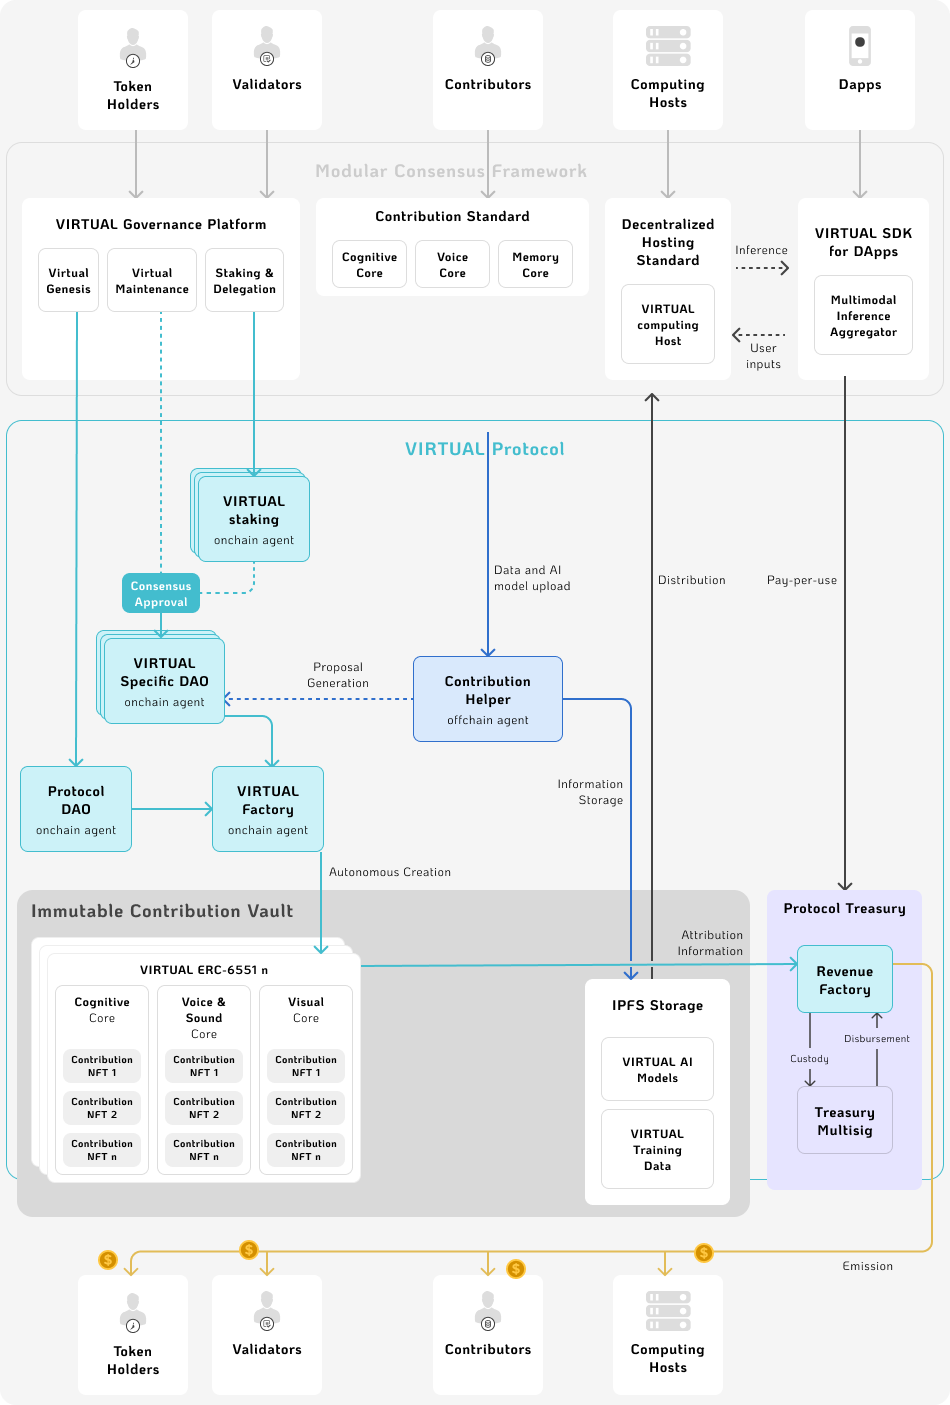 Token
Holders
Validators
Contributors
Computing
Hosts
Dapps
Modular Consensus Framework
VIRTUAL Governance Platform
Virtual
Genesis
Virtual
Maintenance
Staking &
Delegation
Contribution Standard
Cognitive
Core
Voice
Core
Memory
Core
Decentralized
Hosting
Standard
VIRTUAL
computing
Host
Inference
User
inputs
VIRTUAL SDK
for DApps
Multimodal
Inference
Aggregator
VIRTUAL Protocol
VIRTUAL
staking
onchain agent
Consensus
Approval
Data and AI
model upload
Distribution
Pay-per-use
VIRTUAL
Specific DAO
onchain agent
Proposal
Generation
Contribution
Helper
offchain agent
Protocol
DAO
onchain agent
VIRTUAL
Factory
onchain agent
Information
Storage
Autonomous Creation
Immutable Contribution Vault
Attribution
Information
VIRTUAL ERC-6551 n
Cognitive
Core
Contribution
NFT 1
Contribution
NFT 2
Contribution
NFT n
Voice &
Sound
Core
Contribution
NFT 1
Contribution
NFT 2
Contribution
NFT n
Visual
Core
Contribution
NFT 1
Contribution
NFT 2
Contribution
NFT n
IPFS Storage
VIRTUAL AI
Models
VIRTUAL
Training
Data
Protocol Treasury
Revenue
Factory
Disbursement
Custody
Treasury
Multisig
$
$
$
$
Emission
Token
Holders
Validators
Contributors
Computing
Hosts